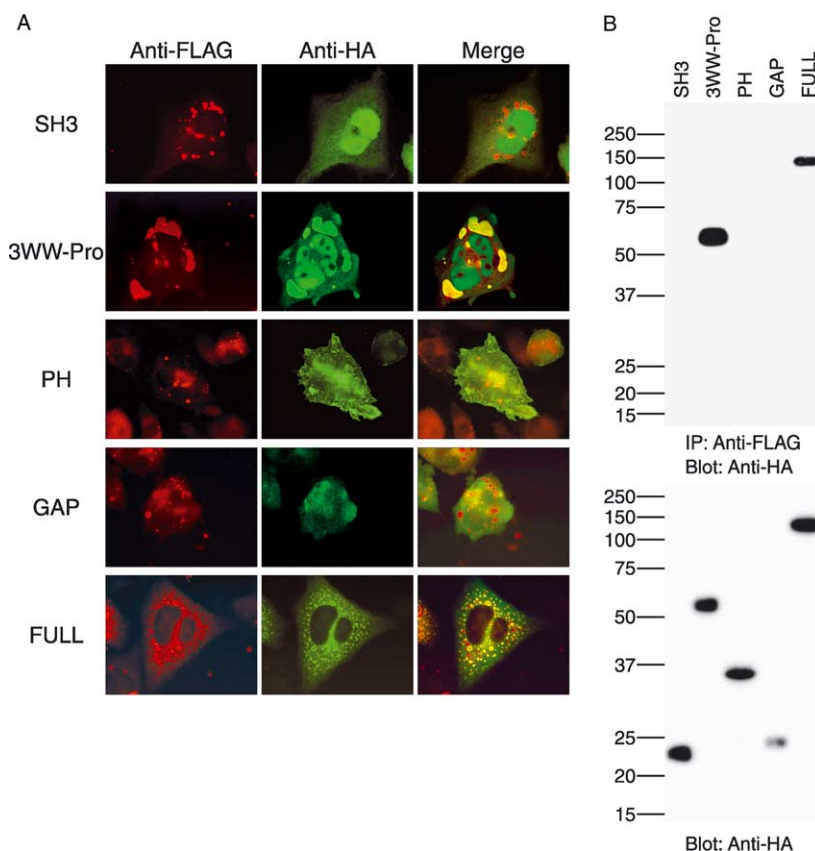 A
Anti-FLAG Anti-HA Merge
SH3
3WW-Pro
PH
GAP
FULL
B
SH3 3WW-Pro PH GAP FULL
250
150
100
75
50
37
25
20
15
IP: Anti-FLAG
Blot: Anti-HA
250
150
100
75
50
37
25
20
15
Blot: Anti-HA